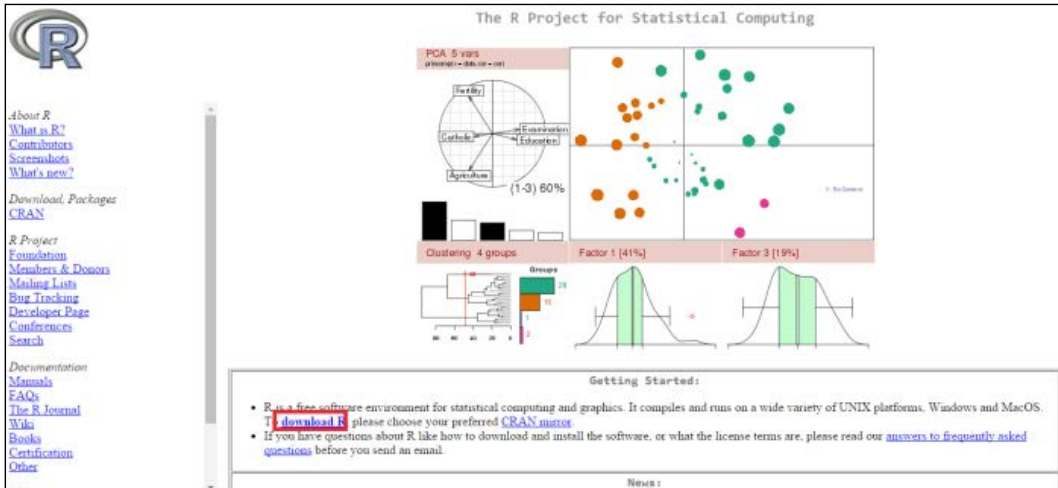 The R Project for Statistical Computing
R
PCA 5 vars
Fertility
Catholic
Examination
Education
Agriculture
(1-3) 60%
Clustering 4 groups
Factor 1 [41%]
Factor 3 [19%]
Groups
28
1
2
About R
What is R?
Contributors
Screenshots
What's new?
Download, Packages
CRAN
R Project
Foundation
Members & Donors
Mailing Lists
Bug Tracking
Developer Page
Conferences
Search
Documentation
Manuals
FAQs
The R Journal
Wiki
Books
Certification
Other
Getting Started:
R is a free software environment for statistical computing and graphics. It compiles and runs on a wide variety of UNIX platforms, Windows and MacOS.
download R please choose your preferred CRAN mirror.
If you have questions about R like how to download and install the software, or what the license terms are, please read our answers to frequently asked
questions before you send an email.
News: